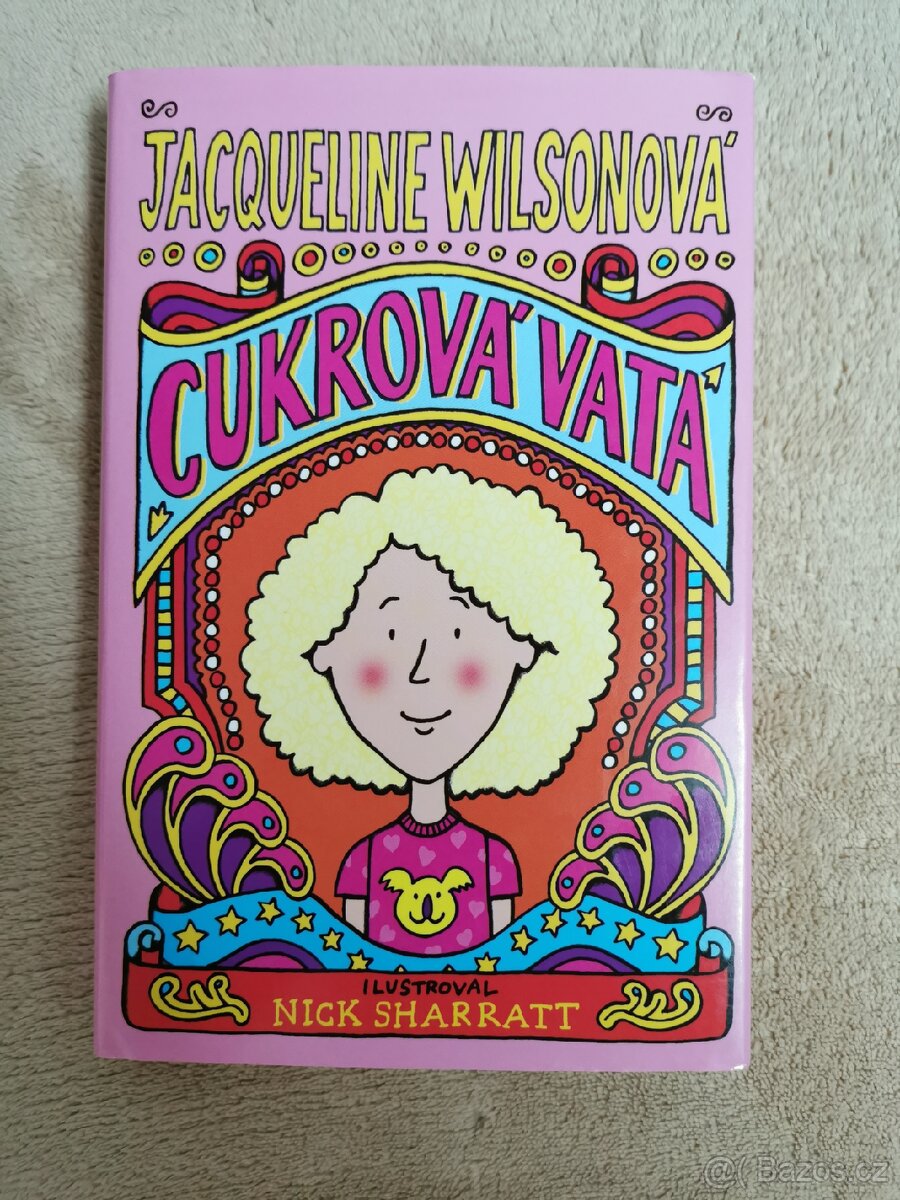 JACQUELINE WILSONOVÁ
CUKROVÁ VATA
ILUSTROVAL
NICK SHARRATT
@( Bazos.cz